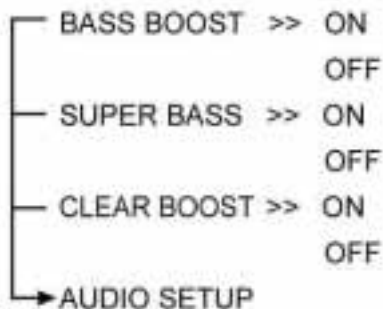 BASS BOOST >> ON
OFF
SUPER BASS >> ON
OFF
CLEAR BOOST >> ON
OFF
AUDIO SETUP